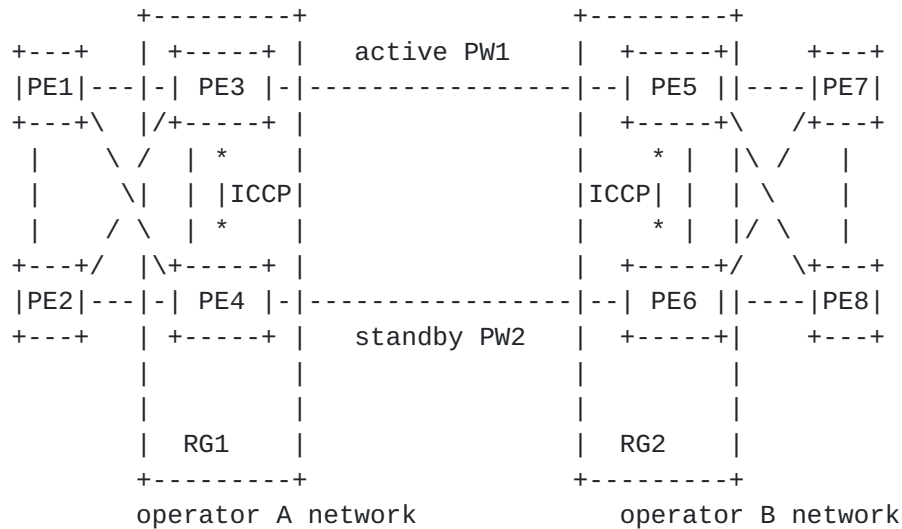 active PW1
PE1 PE3 PE5 PE7
ICCP ICCP
PE2 PE4 PE6 PE8
standby PW2
RG1 RG2
operator A network operator B network